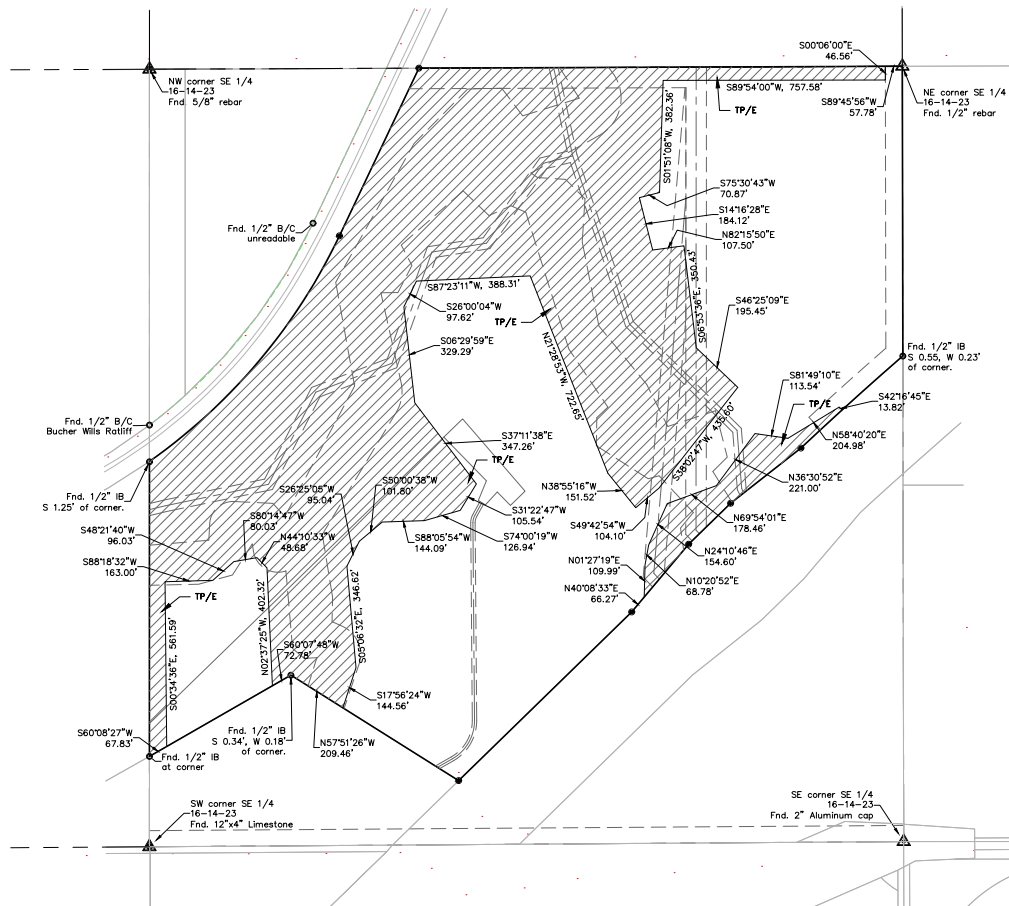 S00°06'00"E
46.56'
NW corner SE 1/4
16-14-23
Fnd. 5/8" rebar
S89°54'00"W, 757.58'
S89°45'56"W
57.78'
NE corner SE 1/4
16-14-23
Fnd. 1/2" rebar
TP/E
S01°51'08"W, 382.36'
S75°30'43"W
70.87'
S14°16'28"E
184.12'
N82°15'50"E
107.50'
Fnd. 1/2" B/C
unreadable
S87°23'11"W, 388.31'
S26°00'04"W
97.62'
TP/E
S06°29'59"E
329.29'
N21°28'53"W, 722.65'
S06°53'36"E, 350.43'
S46°25'09"E
195.45'
Fnd. 1/2" IB
S 0.55, W 0.23'
of corner.
S81°49'10"E
113.54'
S42°16'45"E
13.82'
TP/E
Fnd. 1/2" B/C
Bucher Wills Ratliff
S37°11'38"E
347.26'
S38°02'47"W, 435.60'
N58°40'20"E
204.98'
TP/E
N36°30'52"E
221.00'
Fnd. 1/2" IB
S 1.25' of corner.
S26°25'05"W
95.04'
S50°00'38"W
101.80'
N38°55'16"W
151.52'
S31°22'47"W
105.54'
S80°14'47"W
80.03'
S48°21'40"W
96.03'
N44°10'33"W
48.68'
S88°05'54"W
144.09'
S74°00'19"W
126.94'
S49°42'54"W
104.10'
N69°54'01"E
178.46'
S88°18'32"W
163.00'
N24°10'46"E
154.60'
N01°27'19"E
109.99'
N10°20'52"E
68.78'
TP/E
N40°08'33"E
66.27'
S00°34'36"E, 561.59'
N02°37'25"W, 402.32'
S05°06'32"E, 346.62'
S60°07'48"W
72.78'
S17°56'24"W
144.56'
S60°08'27"W
67.83'
Fnd. 1/2" IB
S 0.34', W 0.18'
of corner.
N57°51'26"W
209.46'
Fnd. 1/2" IB
at corner
SW corner SE 1/4
16-14-23
Fnd. 12"x4" Limestone
SE corner SE 1/4
16-14-23
Fnd. 2" Aluminum cap